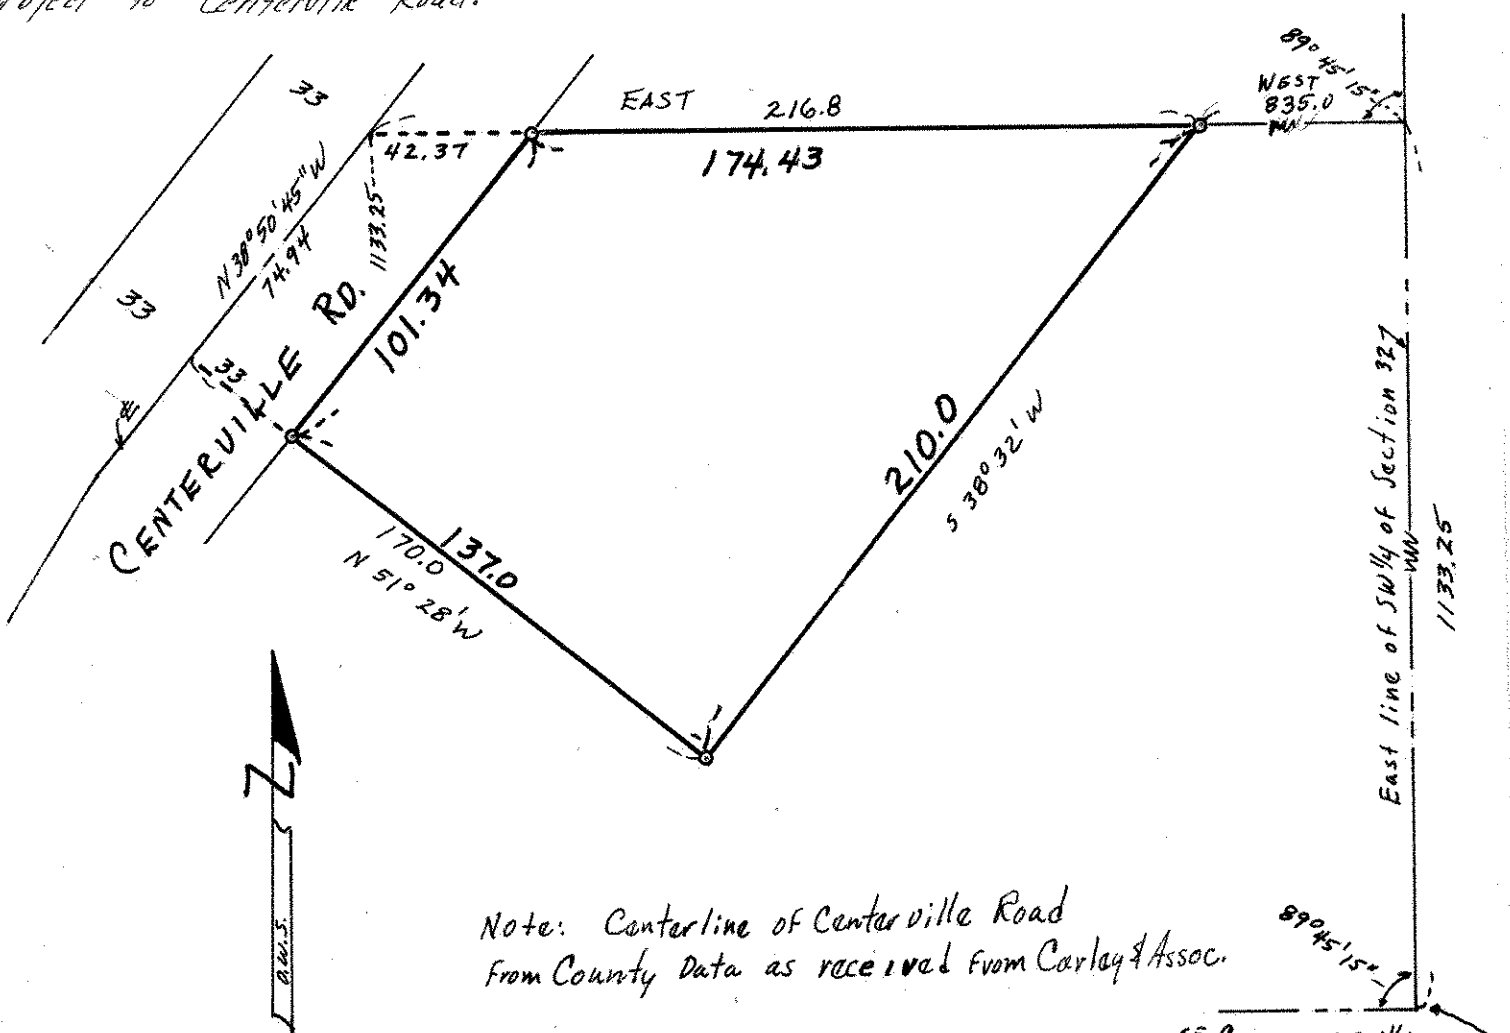 to Centerville Road.
33
EAST 216.8
89° 45' 15"
WEST
835.0
42.37
174.43
N 38° 50' 45" W
74.94
1133.25
33
CENTERVILLE RD.
101.34
33
170.0
137.0
N 51° 28' W
210.0
S 38° 32' W
East line of SW 1/4 of Section 32
1133.25
N
O.W.S.
Note: Centerline of Centerville Road
from County Data as received from Carley & Assoc.
89° 45' 15"